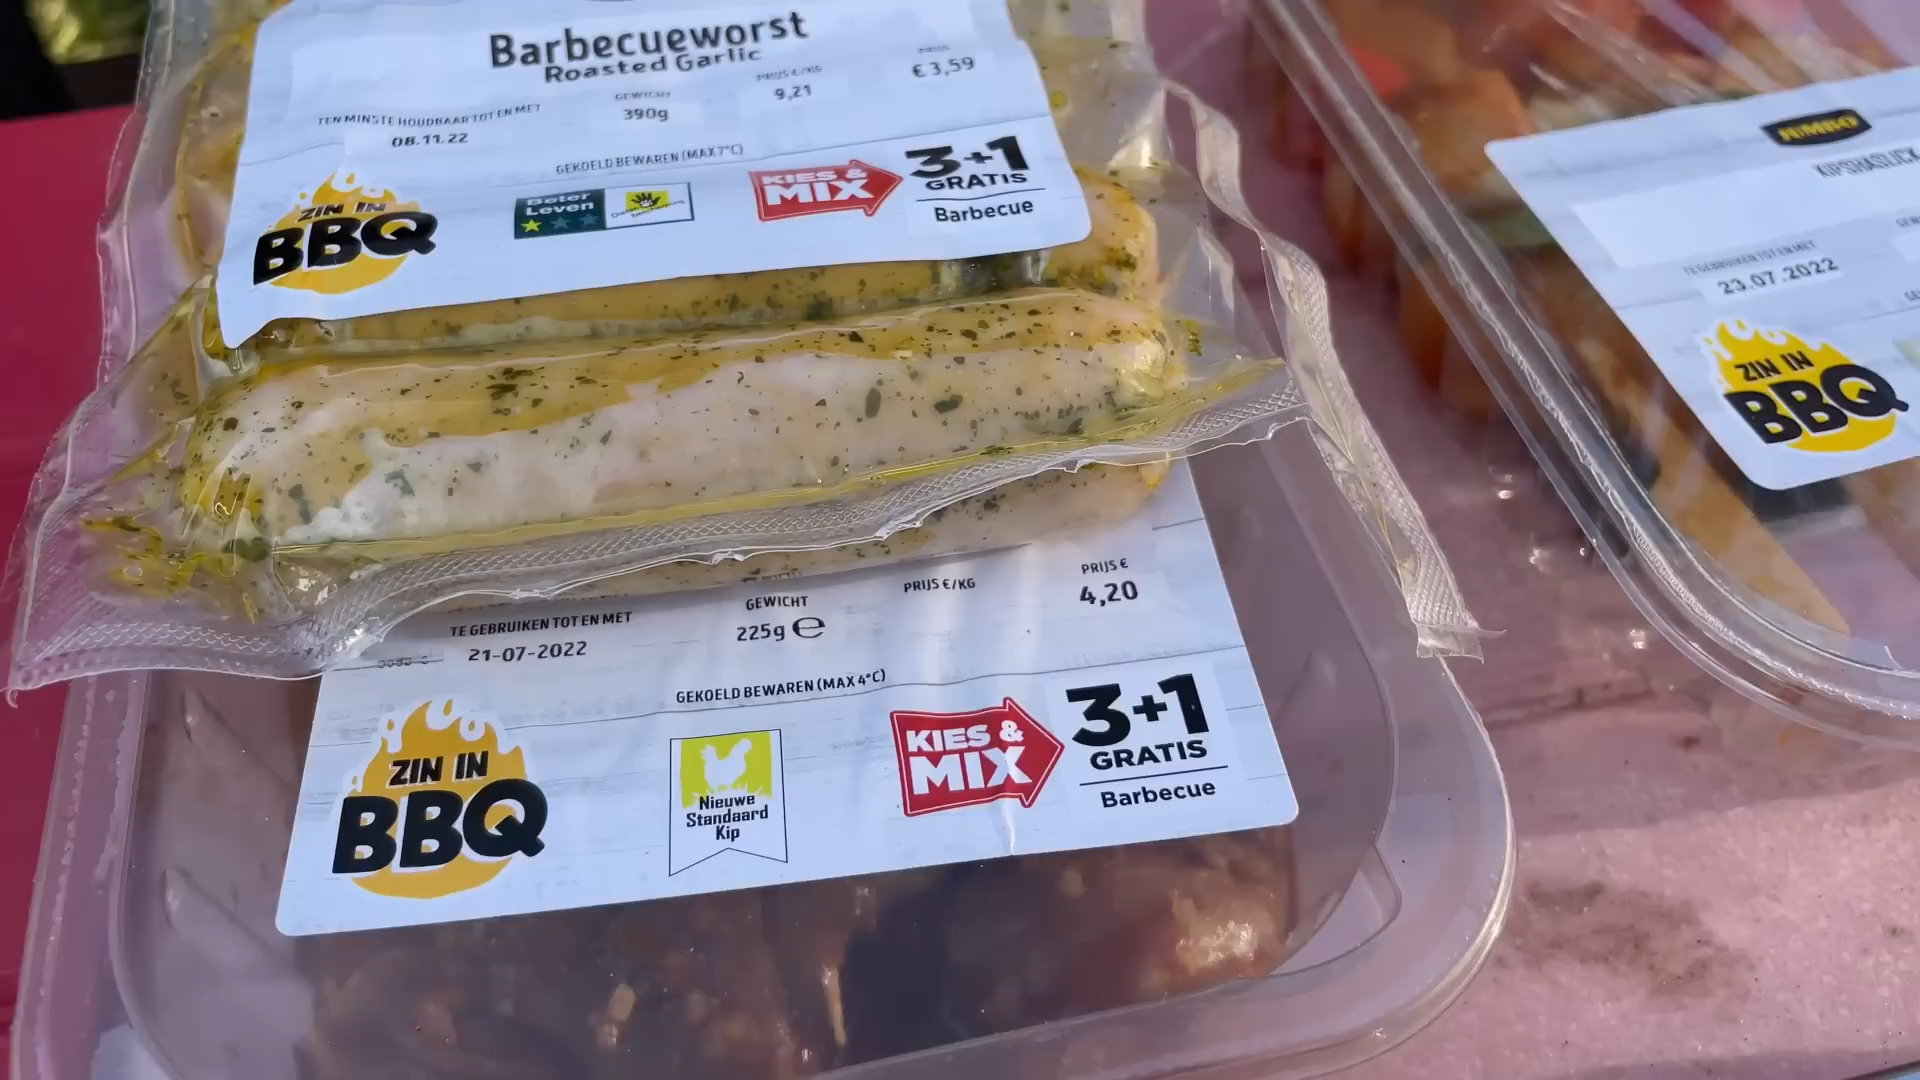 Barbecueworst
Roasted Garlic
TEN MINSTE HOUDBAAR TOT EN MET
08.11.22
GEWICHT
390g
PRIJS €/KG
9,21
PRIJS
€ 3,59
GEKOELD BEWAREN (MAX 7°C)
ZIN IN
BBQ
Beter
Leven
KIES &
MIX
3+1
GRATIS
Barbecue
TE GEBRUIKEN TOT EN MET
21-07-2022
GEWICHT
225g e
PRIJS €/KG
PRIJS €
4,20
GEKOELD BEWAREN (MAX 4°C)
ZIN IN
BBQ
Nieuwe
Standaard
Kip
KIES &
MIX
3+1
GRATIS
Barbecue
JUMBO
KIPSHASLICK
TE GEBRUIKEN TOT EN MET
23.07.2022
ZIN IN
BBQ